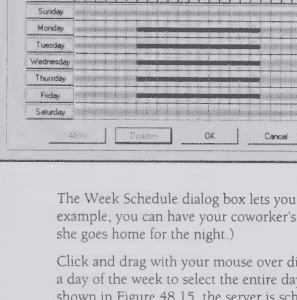 Sunday
Monday
Tuesday
Wednesday
Thursday
Friday
Saturday
Allow Disallow OK Cancel
The Week Schedule dialog box lets you
example, you can have your coworker's
she goes home for the night.)
Click and drag with your mouse over di
a day of the week to select the entire da
shown in Figure 48.15, the server is sch